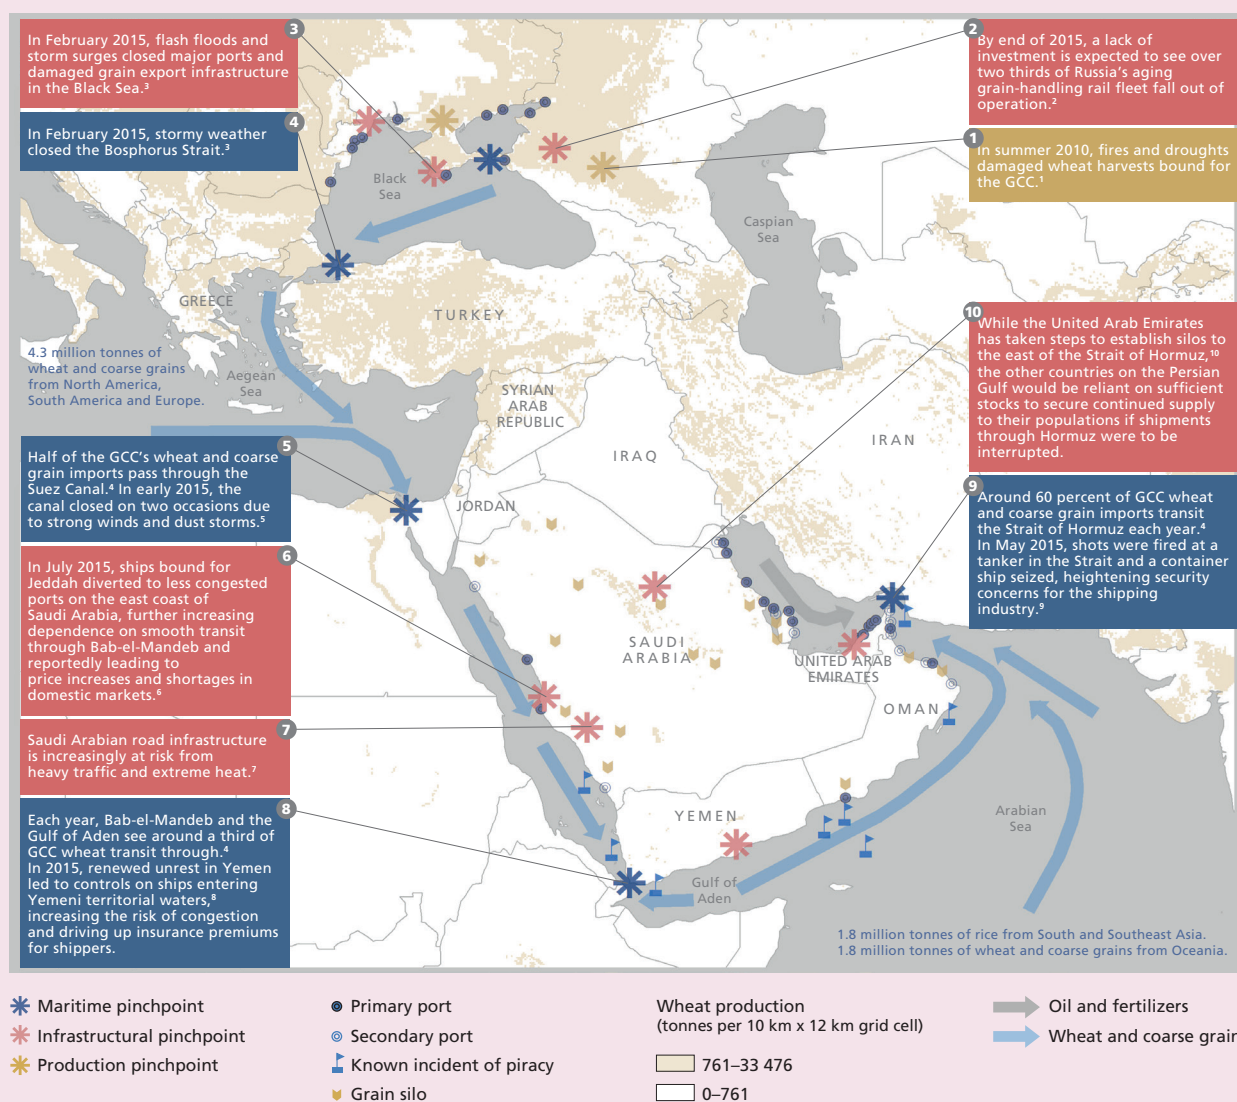 3
In February 2015, flash floods and
storm surges closed major ports and
damaged grain export infrastructure
in the Black Sea.³
4
In February 2015, stormy weather
closed the Bosphorus Strait.³
2
By end of 2015, a lack of
investment is expected to see over
two thirds of Russia's aging
grain-handling rail fleet fall out of
operation.²
1
In summer 2010, fires and droughts
damaged wheat harvests bound for
the GCC.¹
Black
Sea
Caspian
Sea
GREECE
TURKEY
4.3 million tonnes of
wheat and coarse grains
from North America,
South America and Europe.
Aegean
Sea
SYRIAN
ARAB
REPUBLIC
IRAQ
IRAN
JORDAN
10
While the United Arab Emirates
has taken steps to establish silos to
the east of the Strait of Hormuz,¹⁰
the other countries on the Persian
Gulf would be reliant on sufficient
stocks to secure continued supply
to their populations if shipments
through Hormuz were to be
interrupted.
5
Half of the GCC's wheat and coarse
grain imports pass through the
Suez Canal.⁴ In early 2015, the
canal closed on two occasions due
to strong winds and dust storms.⁵
9
Around 60 percent of GCC wheat
and coarse grain imports transit
the Strait of Hormuz each year.⁴
In May 2015, shots were fired at a
tanker in the Strait and a container
ship seized, heightening security
concerns for the shipping
industry.⁹
6
In July 2015, ships bound for
Jeddah diverted to less congested
ports on the east coast of
Saudi Arabia, further increasing
dependence on smooth transit
through Bab-el-Mandeb and
reportedly leading to
price increases and shortages in
domestic markets.⁶
SAUDI
ARABIA
UNITED ARAB
EMIRATES
OMAN
7
Saudi Arabian road infrastructure
is increasingly at risk from
heavy traffic and extreme heat.⁷
8
Each year, Bab-el-Mandeb and the
Gulf of Aden see around a third of
GCC wheat transit through.⁴
In 2015, renewed unrest in Yemen
led to controls on ships entering
Yemeni territorial waters,⁸
increasing the risk of congestion
and driving up insurance premiums
for shippers.
YEMEN
Arabian
Sea
Gulf of
Aden
1.8 million tonnes of rice from South and Southeast Asia.
1.8 million tonnes of wheat and coarse grains from Oceania.
Maritime pinchpoint
Infrastructural pinchpoint
Production pinchpoint
Primary port
Secondary port
Known incident of piracy
Grain silo
Wheat production
(tonnes per 10 km x 12 km grid cell)
761–33 476
0–761
Oil and fertilizers
Wheat and coarse grain